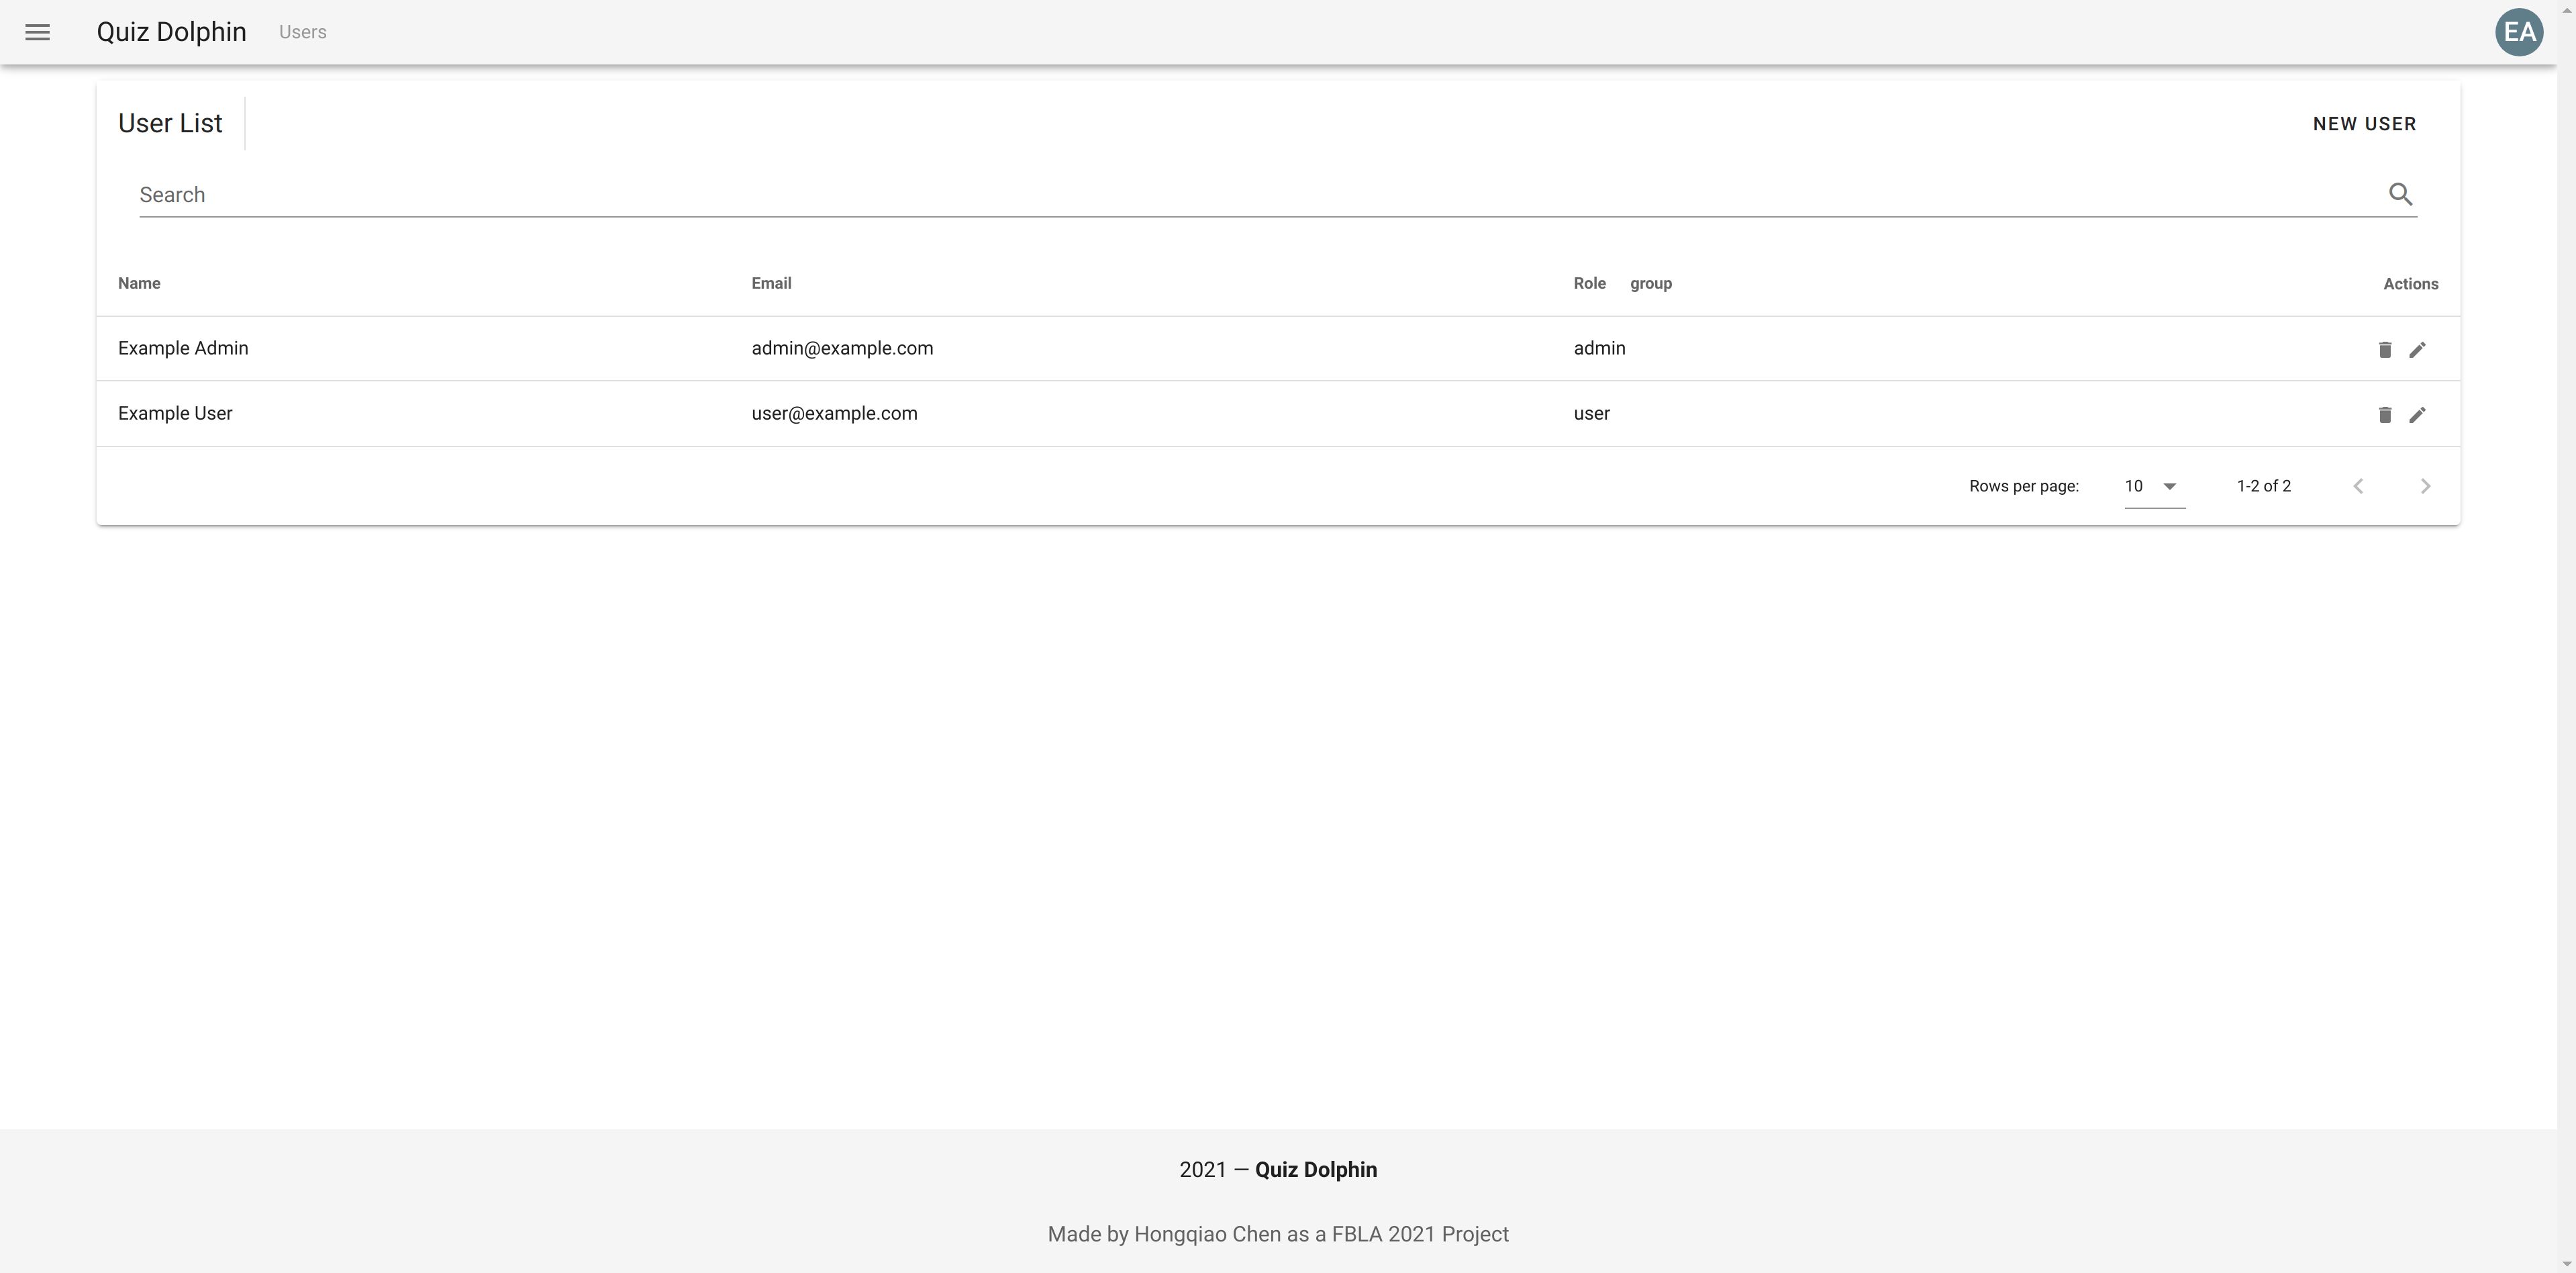 Quiz Dolphin Users EA
User List NEW USER
Search
Name Email Role group Actions
Example Admin admin@example.com admin
Example User user@example.com user
Rows per page: 10 1-2 of 2
2021 — Quiz Dolphin
Made by Hongqiao Chen as a FBLA 2021 Project